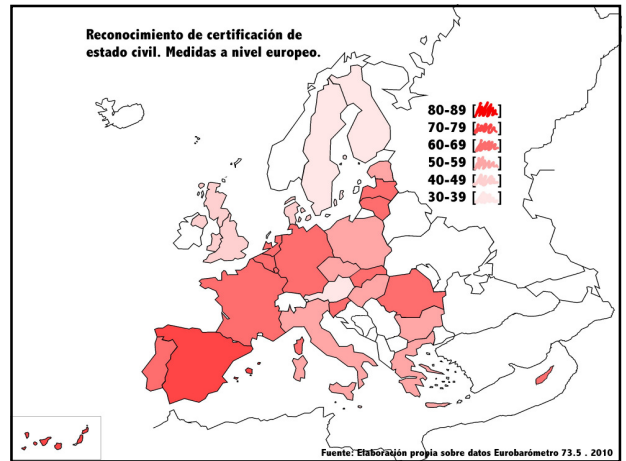 Reconocimiento de certificación de
estado civil. Medidas a nivel europeo.
80-89 [ ]
70-79 [ ]
60-69 [ ]
50-59 [ ]
40-49 [ ]
30-39 [ ]
Fuente: Elaboración propia sobre datos Eurobarómetro 73.5 . 2010